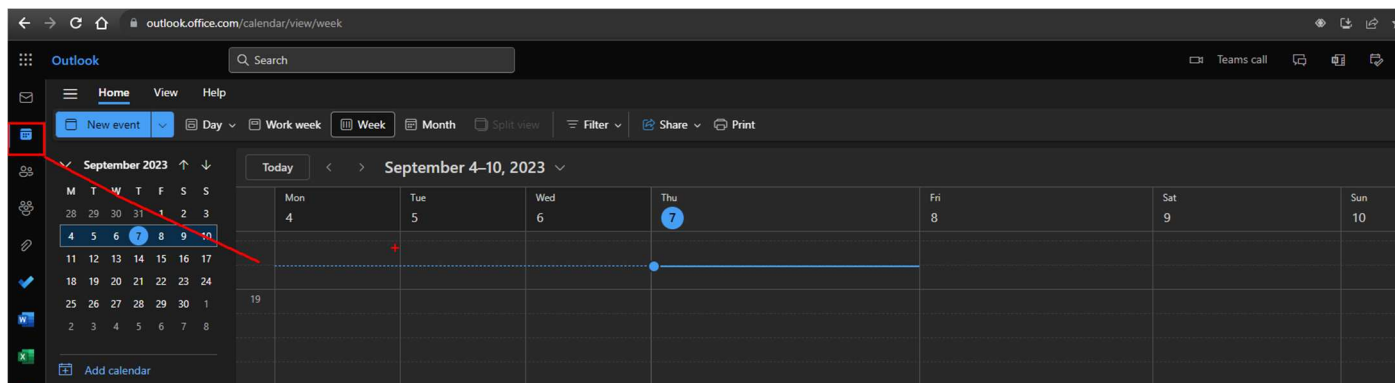 outlook.office.com/calendar/view/week
Outlook
Search
Teams call
Home View Help
New event Day Work week Week Month Split view Filter Share Print
September 2023
Today September 4–10, 2023
M T W T F S S
28 29 30 31 1 2 3
4 5 6 7 8 9 10
11 12 13 14 15 16 17
18 19 20 21 22 23 24
25 26 27 28 29 30 1
2 3 4 5 6 7 8
Add calendar
Mon Tue Wed Thu Fri Sat Sun
4 5 6 7 8 9 10
19
W
X